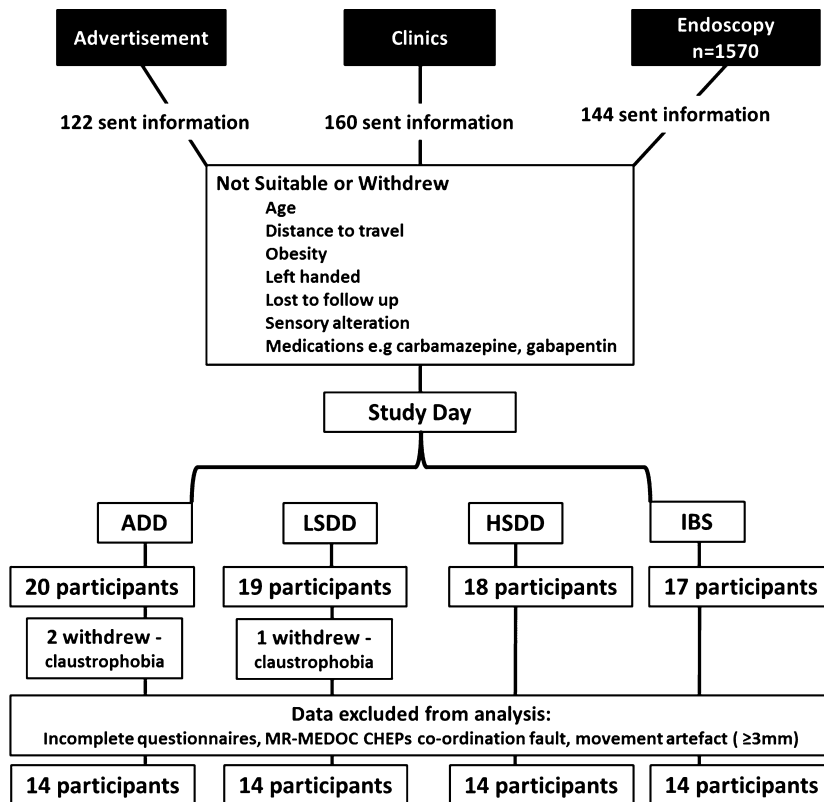 Advertisement
Clinics
Endoscopy
n=1570
122 sent information
160 sent information
144 sent information
Not Suitable or Withdrew
Age
Distance to travel
Obesity
Left handed
Lost to follow up
Sensory alteration
Medications e.g carbamazepine, gabapentin
Study Day
ADD
LSDD
HSDD
IBS
20 participants
19 participants
18 participants
17 participants
2 withdrew -
claustrophobia
1 withdrew -
claustrophobia
Data excluded from analysis:
Incomplete questionnaires, MR-MEDOC CHEPs co-ordination fault, movement artefact ( ≥3mm)
14 participants
14 participants
14 participants
14 participants